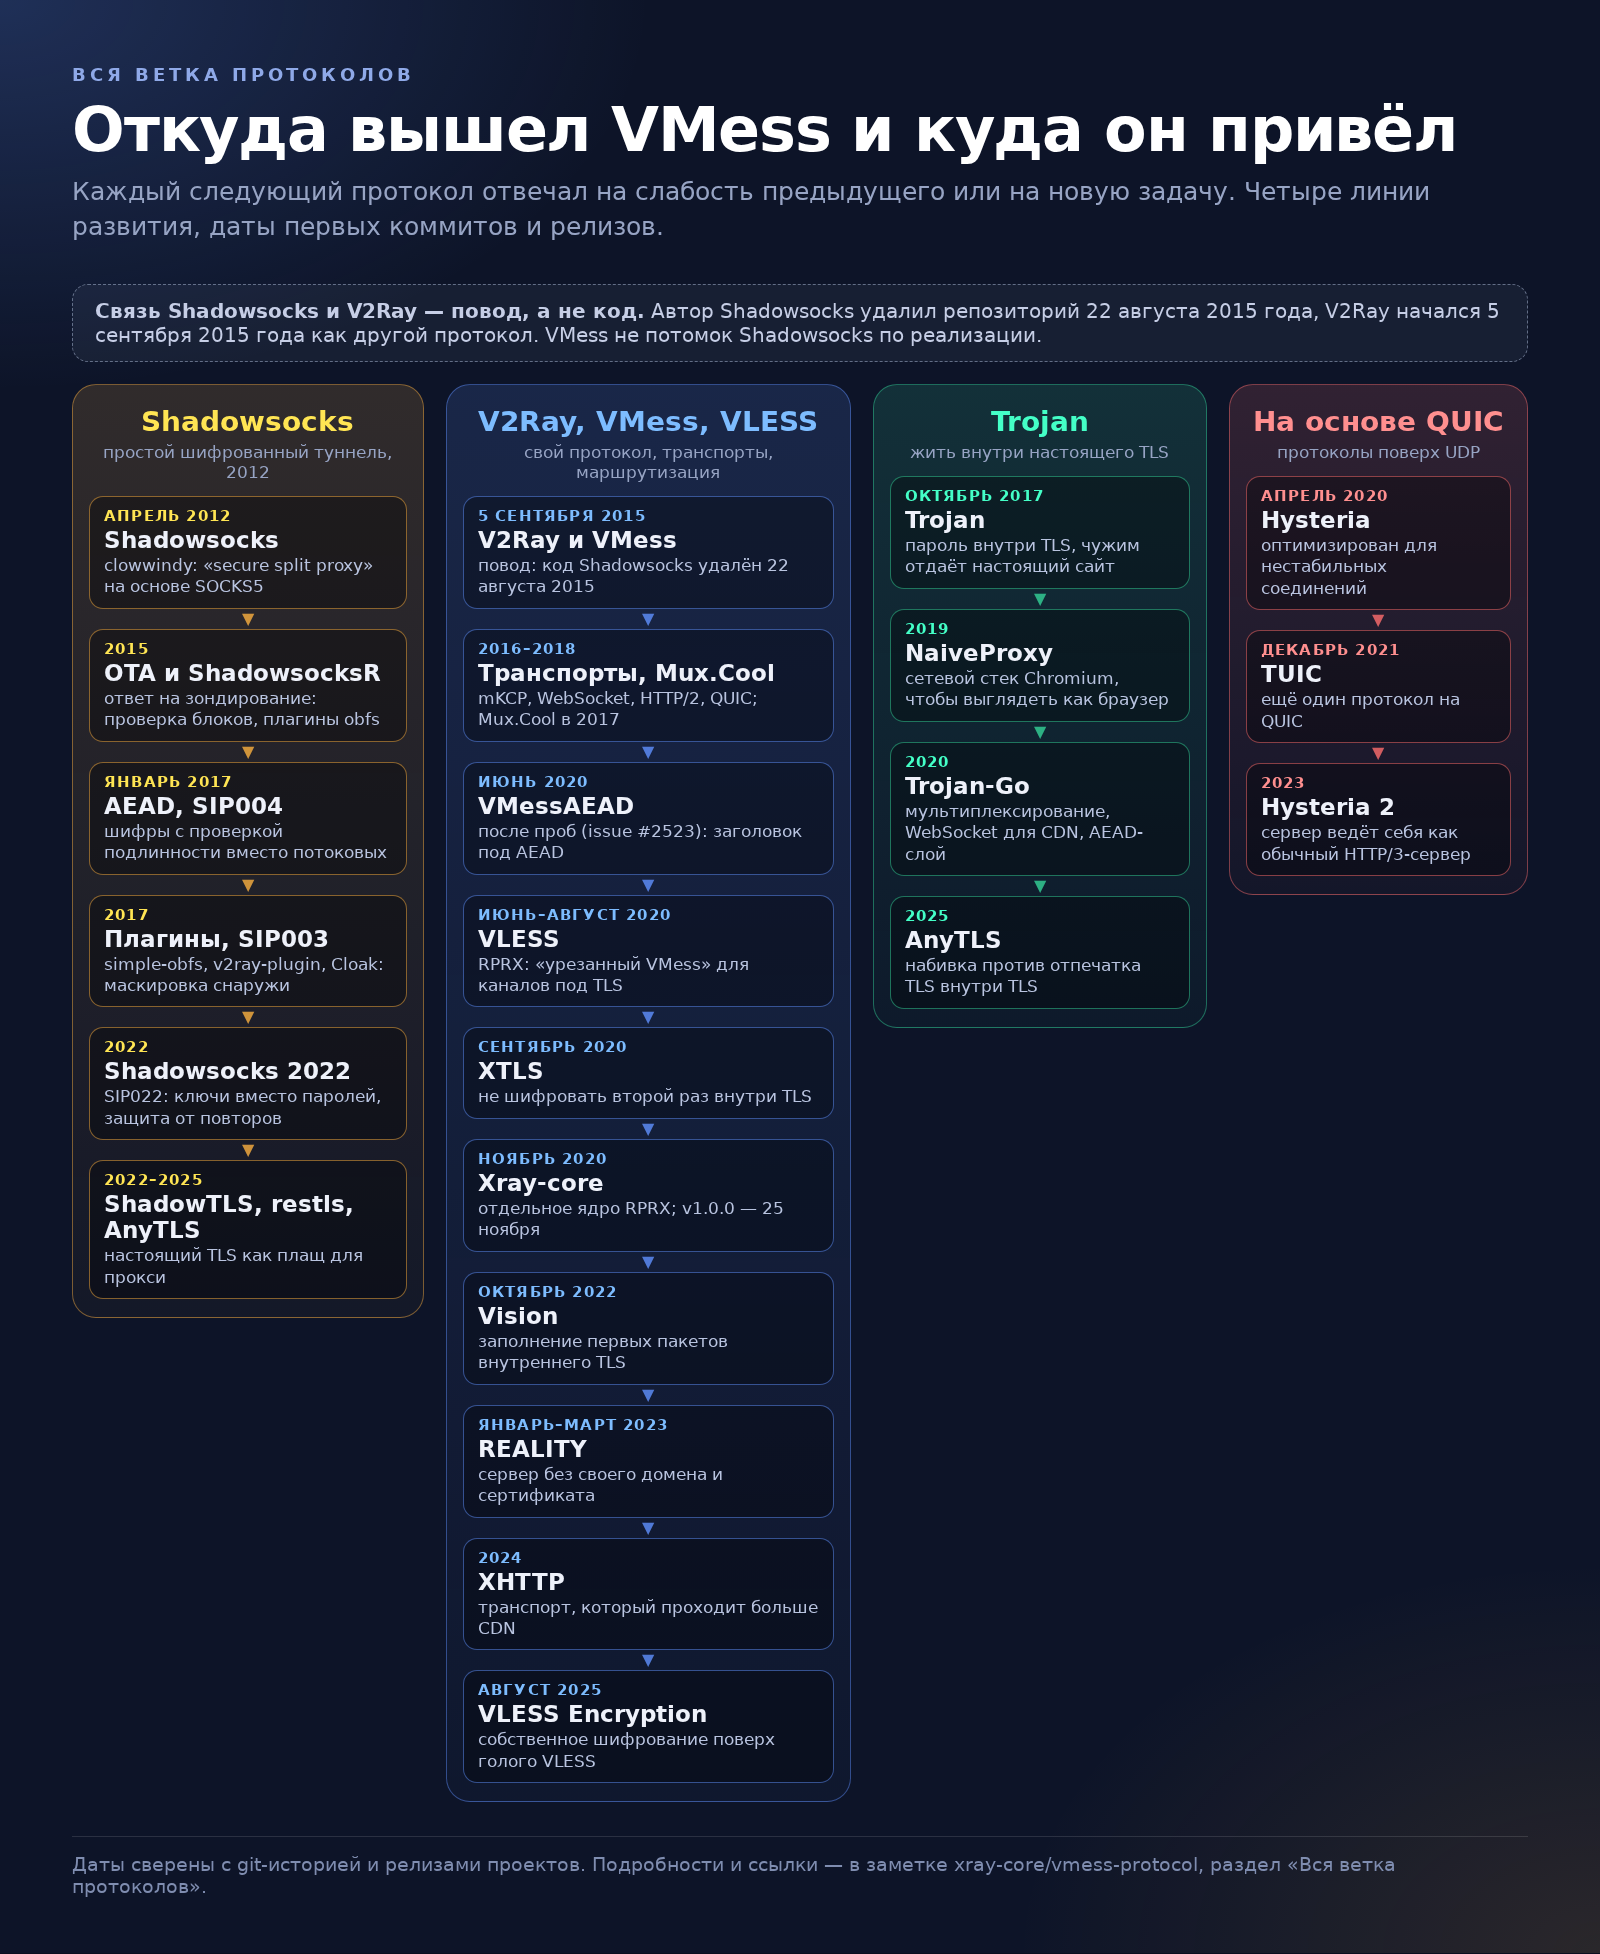 ВСЯ ВЕТКА ПРОТОКОЛОВ
Откуда вышел VMess и куда он привёл
Каждый следующий протокол отвечал на слабость предыдущего или на новую задачу. Четыре линии
развития, даты первых коммитов и релизов.
Связь Shadowsocks и V2Ray — повод, а не код. Автор Shadowsocks удалил репозиторий 22 августа 2015 года, V2Ray начался 5
сентября 2015 года как другой протокол. VMess не потомок Shadowsocks по реализации.
Shadowsocks
простой шифрованный туннель,
2012
АПРЕЛЬ 2012
Shadowsocks
clowwindy: «secure split proxy»
на основе SOCKS5
▼
2015
OTA и ShadowsocksR
ответ на зондирование:
проверка блоков, плагины obfs
▼
ЯНВАРЬ 2017
AEAD, SIP004
шифры с проверкой
подлинности вместо потоковых
▼
2017
Плагины, SIP003
simple-obfs, v2ray-plugin, Cloak:
маскировка снаружи
▼
2022
Shadowsocks 2022
SIP022: ключи вместо паролей,
защита от повторов
▼
2022–2025
ShadowTLS, restls,
AnyTLS
настоящий TLS как плащ для
прокси
V2Ray, VMess, VLESS
свой протокол, транспорты,
маршрутизация
5 СЕНТЯБРЯ 2015
V2Ray и VMess
повод: код Shadowsocks удалён 22
августа 2015
▼
2016–2018
Транспорты, Mux.Cool
mKCP, WebSocket, HTTP/2, QUIC;
Mux.Cool в 2017
▼
ИЮНЬ 2020
VMessAEAD
после проб (issue #2523): заголовок
под AEAD
▼
ИЮНЬ–АВГУСТ 2020
VLESS
RPRX: «урезанный VMess» для
каналов под TLS
▼
СЕНТЯБРЬ 2020
XTLS
не шифровать второй раз внутри TLS
▼
НОЯБРЬ 2020
Xray-core
отдельное ядро RPRX; v1.0.0 — 25
ноября
▼
ОКТЯБРЬ 2022
Vision
заполнение первых пакетов
внутреннего TLS
▼
ЯНВАРЬ–МАРТ 2023
REALITY
сервер без своего домена и
сертификата
▼
2024
XHTTP
транспорт, который проходит больше
CDN
▼
АВГУСТ 2025
VLESS Encryption
собственное шифрование поверх
голого VLESS
Trojan
жить внутри настоящего TLS
ОКТЯБРЬ 2017
Trojan
пароль внутри TLS, чужим
отдаёт настоящий сайт
▼
2019
NaiveProxy
сетевой стек Chromium,
чтобы выглядеть как браузер
▼
2020
Trojan-Go
мультиплексирование,
WebSocket для CDN, AEAD-
слой
▼
2025
AnyTLS
набивка против отпечатка
TLS внутри TLS
На основе QUIC
протоколы поверх UDP
АПРЕЛЬ 2020
Hysteria
оптимизирован для
нестабильных
соединений
▼
ДЕКАБРЬ 2021
TUIC
ещё один протокол на
QUIC
▼
2023
Hysteria 2
сервер ведёт себя как
обычный HTTP/3-сервер
Даты сверены с git-историей и релизами проектов. Подробности и ссылки — в заметке xray-core/vmess-protocol, раздел «Вся ветка
протоколов».